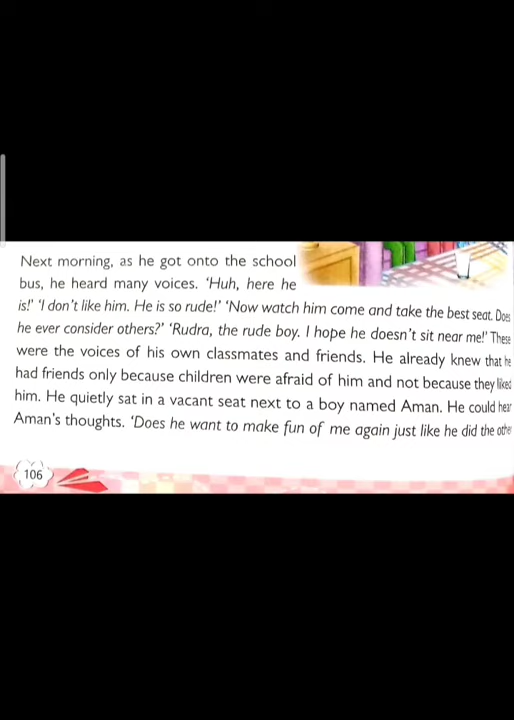 Next morning, as he got onto the school
bus, he heard many voices. ‘Huh, here he
is!’ ‘I don’t like him. He is so rude!’ ‘Now watch him come and take the best seat. Does
he ever consider others?’ ‘Rudra, the rude boy. I hope he doesn’t sit near me!’ These
were the voices of his own classmates and friends. He already knew that he
had friends only because children were afraid of him and not because they liked
him. He quietly sat in a vacant seat next to a boy named Aman. He could hear
Aman’s thoughts. ‘Does he want to make fun of me again just like he did the other
106